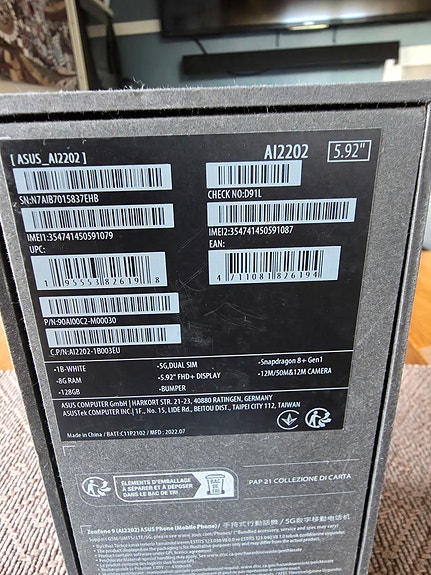 [ ASUS_AI2202 ]
AI2202 5.92"
SN:N7AIB7015837EHB
CHECK NO:D91L
IMEI1:354741450591079
IMEI2:354741450591087
UPC:
EAN:
1 95553 82619 8
4 711081 826194
P/N:90AI00C2-M00030
C.P/N:AI2202-1B003EU
·1B-WHITE ·5G,DUAL SIM ·Snapdragon 8+ Gen1
·8G RAM ·5.92" FHD+ DISPLAY ·12M/50M&12M CAMERA
·128GB ·BUMPER
ASUS COMPUTER GmbH | HARKORT STR. 21-23, 40880 RATINGEN, GERMANY
ASUSTek COMPUTER INC.| 1F., No. 15, LIDE Rd., BEITOU DIST., TAIPEI CITY 112, TAIWAN
Made in China / BATT:C11P2102 / MFD : 2022.07
ÉLÉMENTS D'EMBALLAGE
À SÉPARER ET À DÉPOSER
DANS LE BAC DE TRI
PAP 21 COLLEZIONE DI CARTA
Zenfone 9 (AI2202) ASUS Phone (Mobile Phone) / 手持式行動電話機 / 5G数字移动电话机